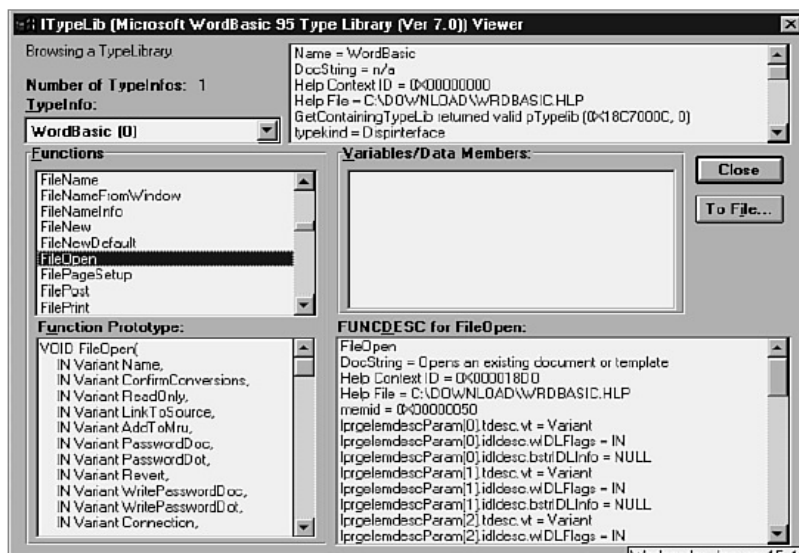 ITypeLib (Microsoft WordBasic 95 Type Library (Ver 7.0)) Viewer
Browsing a TypeLibrary
Number of TypeInfos: 1
TypeInfo:
WordBasic (0)
Name = WordBasic
DocString = n/a
Help Context ID = 0X00000000
Help File = C:\DOWNLOAD\WRDBASIC.HLP
GetContainingTypeLib returned valid pTypelib (0X18C7000C, 0)
typekind = Dispinterface
Functions
FileName
FileNameFromWindow
FileNameInfo
FileNew
FileNewDefault
FileOpen
FilePageSetup
FilePost
FilePrint
Variables/Data Members:
Close
To File...
Function Prototype:
VOID FileOpen(
IN Variant Name,
IN Variant ConfirmConversions,
IN Variant ReadOnly,
IN Variant LinkToSource,
IN Variant AddToMru,
IN Variant PasswordDoc,
IN Variant PasswordDot,
IN Variant Revert,
IN Variant WritePasswordDoc,
IN Variant WritePasswordDot,
IN Variant Connection,
FUNCDESC for FileOpen:
FileOpen
DocString = Opens an existing document or template
Help Context ID = 0X000018D0
Help File = C:\DOWNLOAD\WRDBASIC.HLP
memid = 0X00000050
lprgelemdescParam[0].tdesc.vt = Variant
lprgelemdescParam[0].idldesc.wIDLFlags = IN
lprgelemdescParam[0].idldesc.bstrIDLInfo = NULL
lprgelemdescParam[1].tdesc.vt = Variant
lprgelemdescParam[1].idldesc.wIDLFlags = IN
lprgelemdescParam[1].idldesc.bstrIDLInfo = NULL
lprgelemdescParam[2].tdesc.vt = Variant
lprgelemdescParam[2].idldesc.wIDLFlags = IN